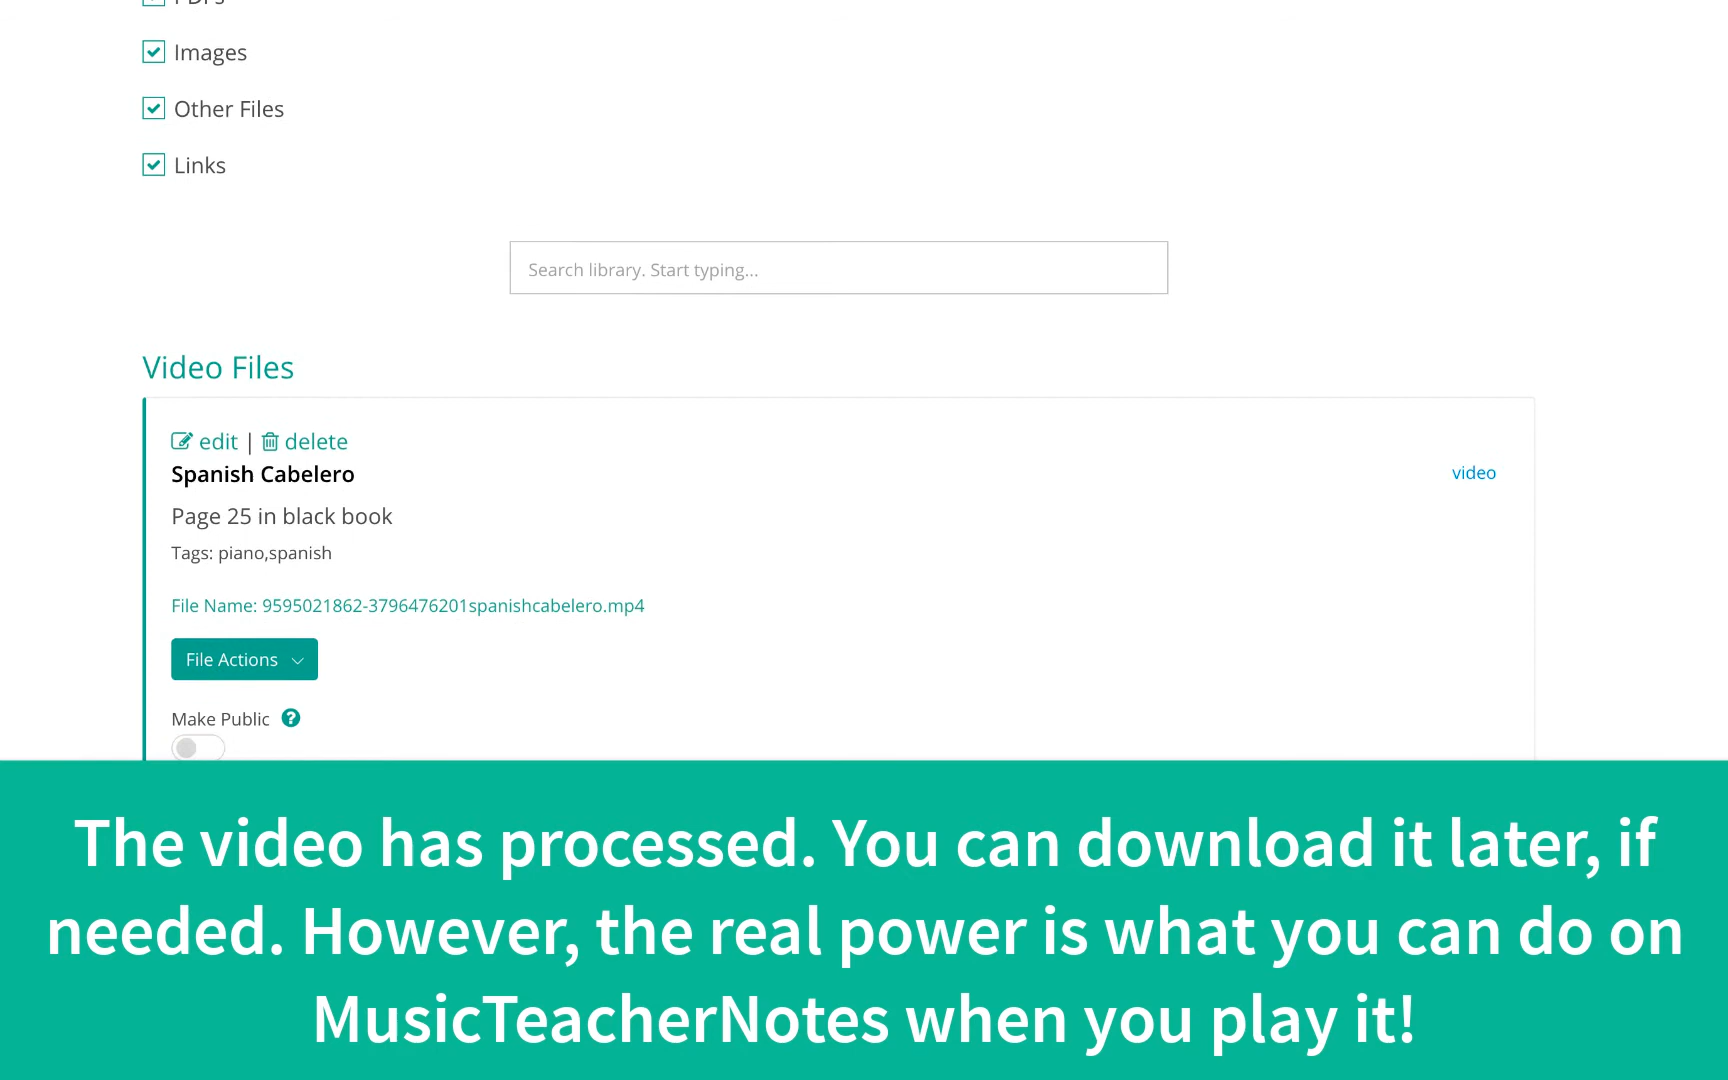 PDFs
Images
Other Files
Links
Search library. Start typing...
Video Files
edit | delete
Spanish Cabelero
video
Page 25 in black book
Tags: piano,spanish
File Name: 9595021862-3796476201spanishcabelero.mp4
File Actions
Make Public ?
The video has processed. You can download it later, if
needed. However, the real power is what you can do on
MusicTeacherNotes when you play it!